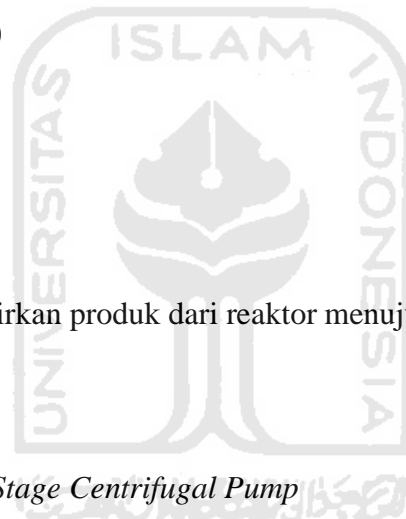 )
ISLAM
UNIVERSITAS
INDONESIA
irkan produk dari reaktor menuj
Stage Centrifugal Pump